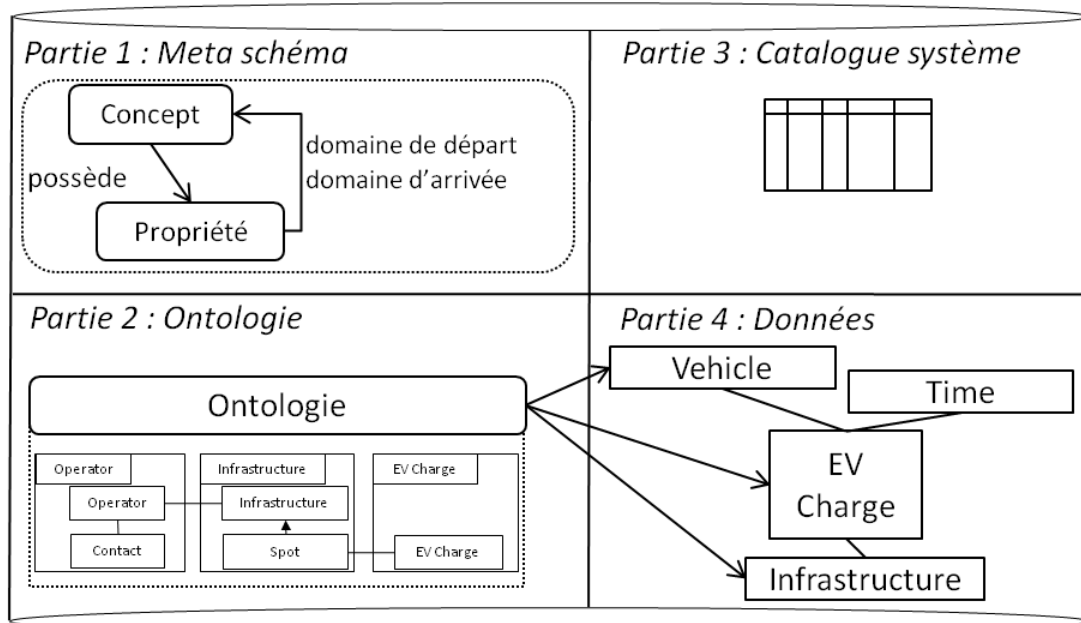 Partie 1 : Meta schéma
Concept
possède
domaine de départ
domaine d’arrivée
Propriété
Partie 3 : Catalogue système
Partie 2 : Ontologie
Ontologie
Operator
Operator
Contact
Infrastructure
Infrastructure
Spot
EV Charge
EV Charge
Partie 4 : Données
Vehicle
Time
EV
Charge
Infrastructure